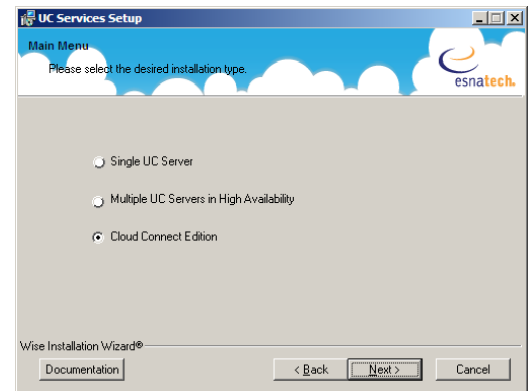 UC Services Setup
Main Menu
Please select the desired installation type.
esnatech.
Single UC Server
Multiple UC Servers in High Availability
Cloud Connect Edition
Wise Installation Wizard®
Documentation
< Back
Next >
Cancel